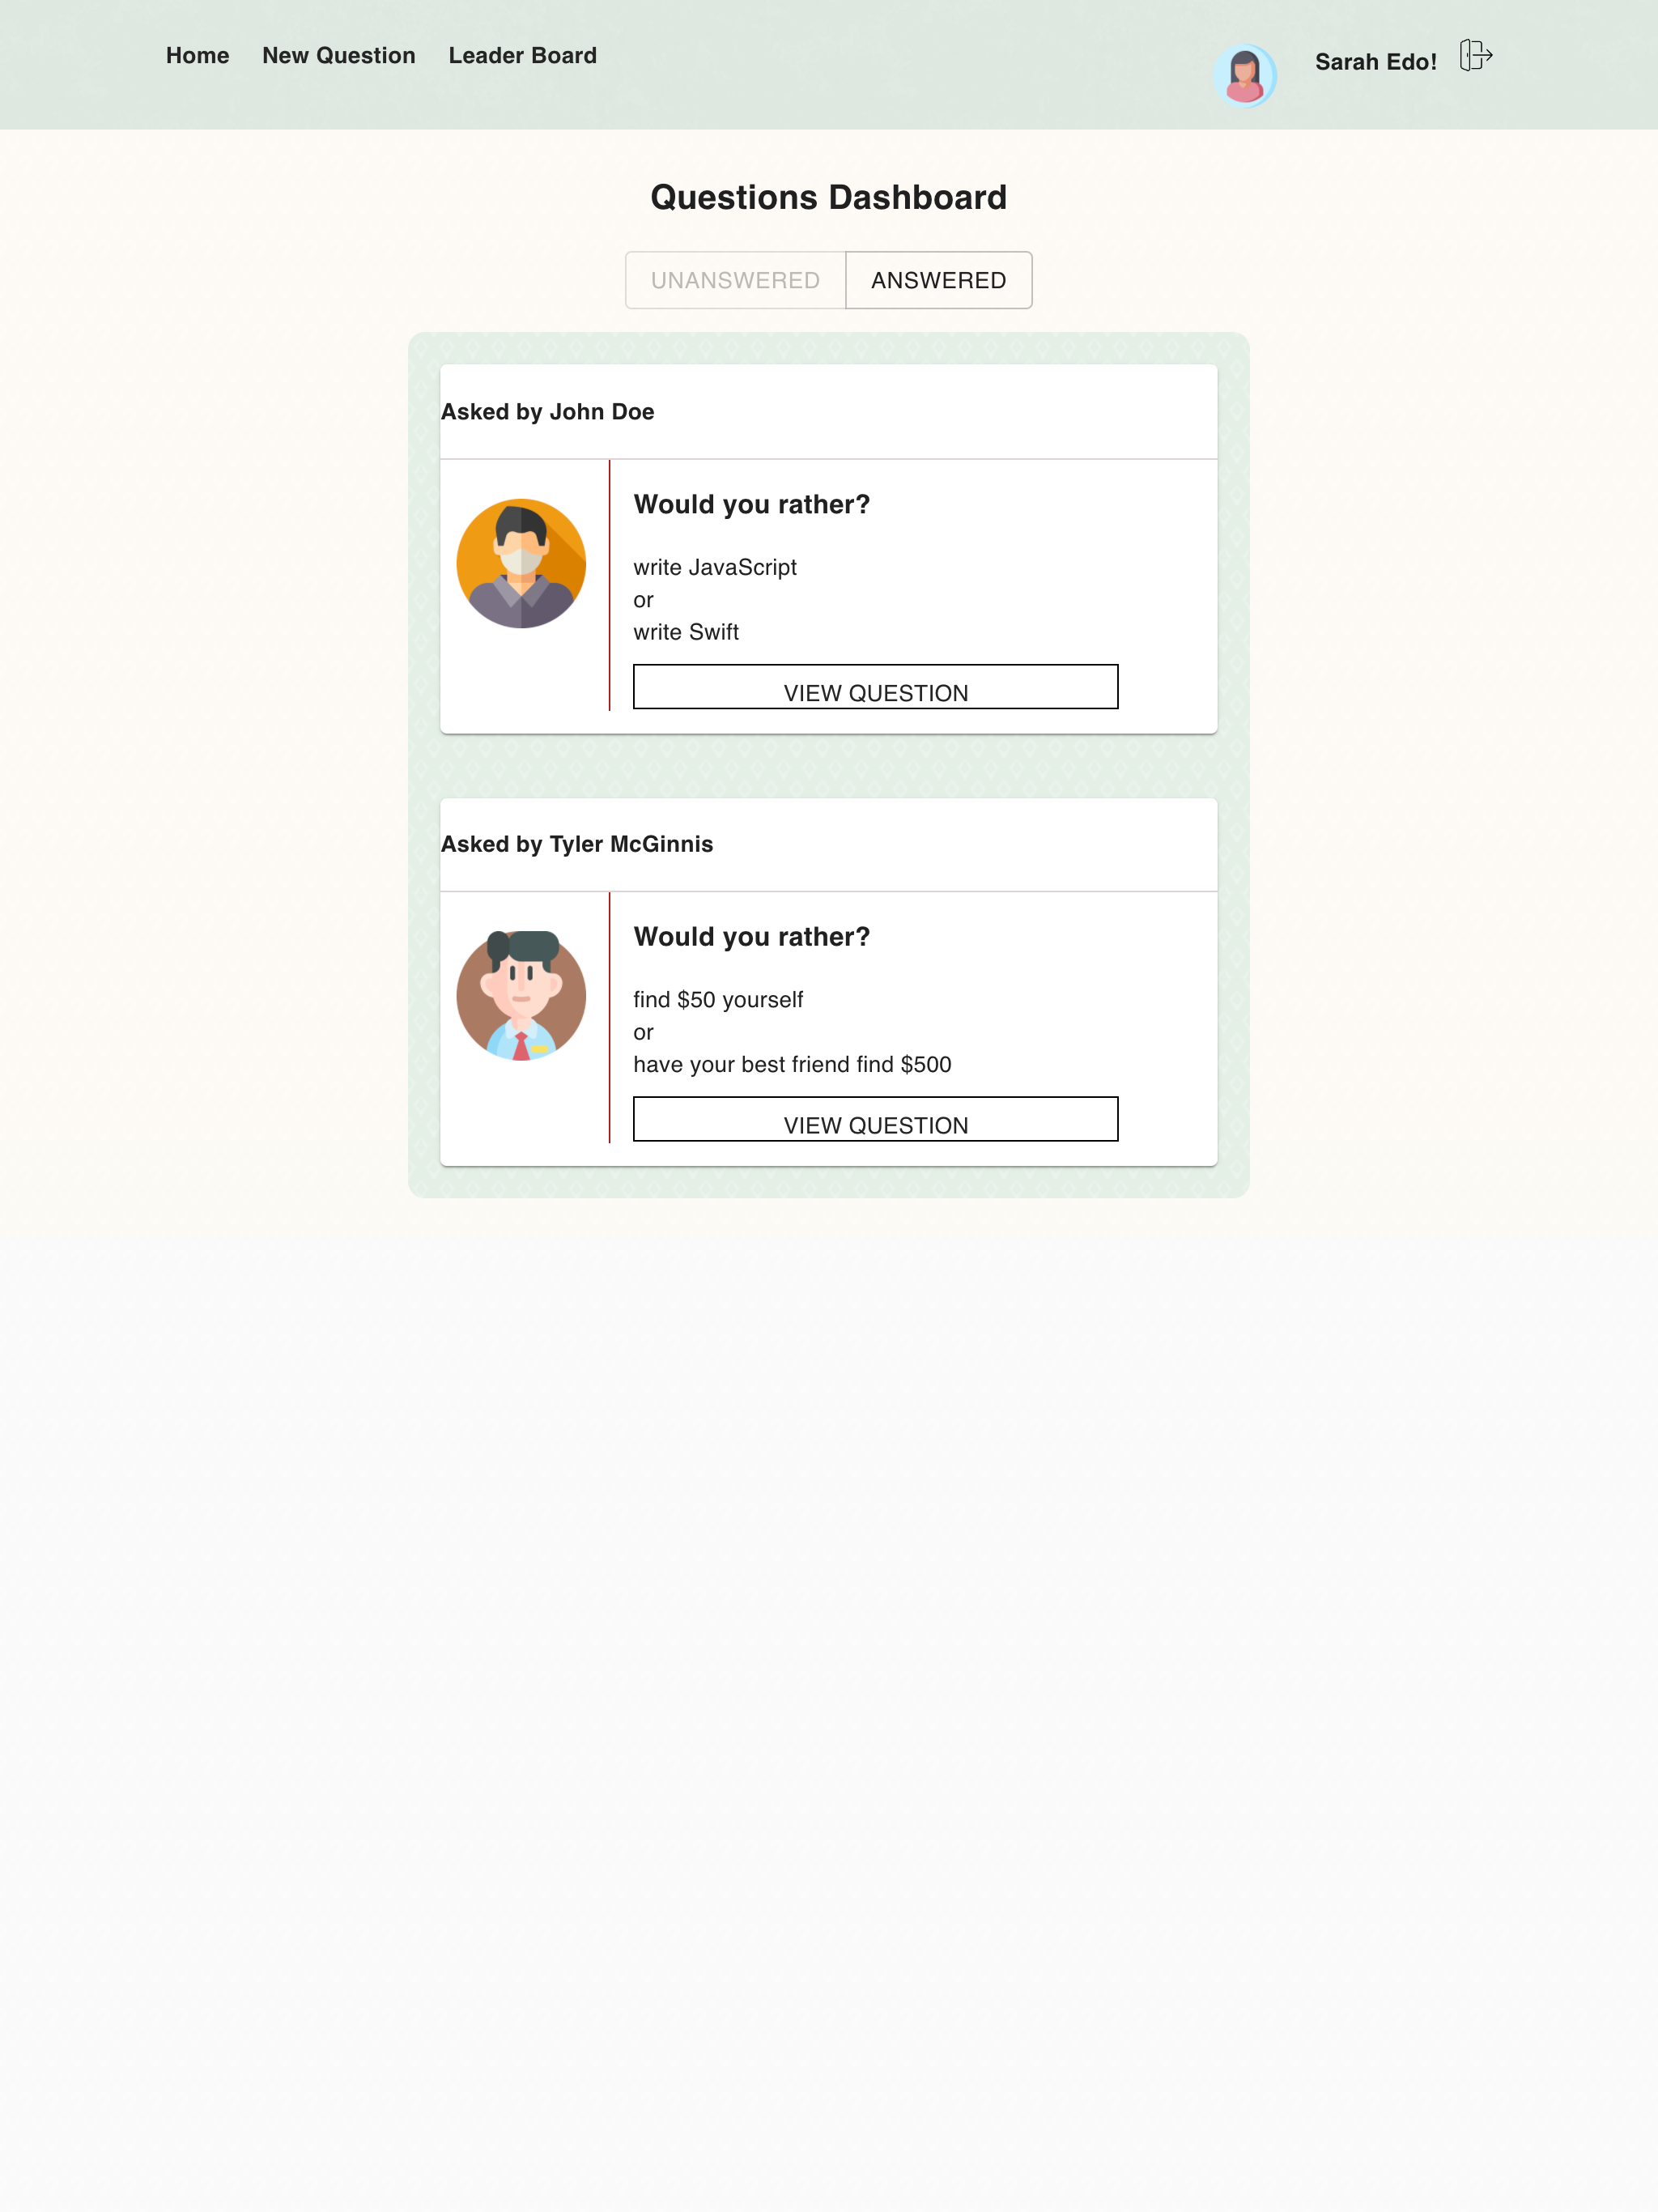 Home New Question Leader Board Sarah Edo!
Questions Dashboard
UNANSWERED ANSWERED
Asked by John Doe
Would you rather?
write JavaScript
or
write Swift
VIEW QUESTION
Asked by Tyler McGinnis
Would you rather?
find $50 yourself
or
have your best friend find $500
VIEW QUESTION